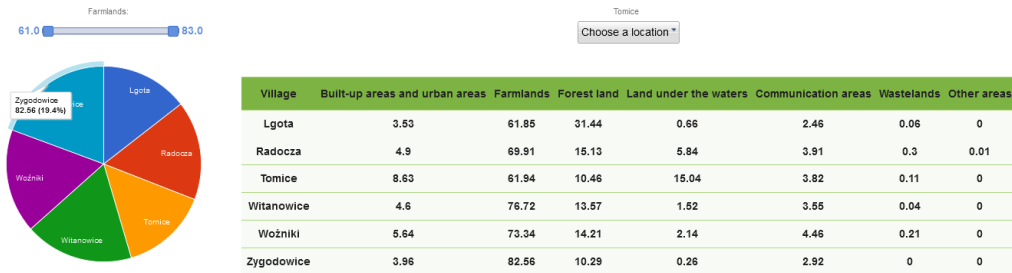 Farmlands:
61.0 83.0
Tomice
Choose a location
Lgota
Radocza
Tomice
Witanowice
Woźniki
ice
Zygodowice
82.56 (19.4%)
Village Built-up areas and urban areas Farmlands Forest land Land under the waters Communication areas Wastelands Other areas
Lgota 3.53 61.85 31.44 0.66 2.46 0.06 0
Radocza 4.9 69.91 15.13 5.84 3.91 0.3 0.01
Tomice 8.63 61.94 10.46 15.04 3.82 0.11 0
Witanowice 4.6 76.72 13.57 1.52 3.55 0.04 0
Woźniki 5.64 73.34 14.21 2.14 4.46 0.21 0
Zygodowice 3.96 82.56 10.29 0.26 2.92 0 0